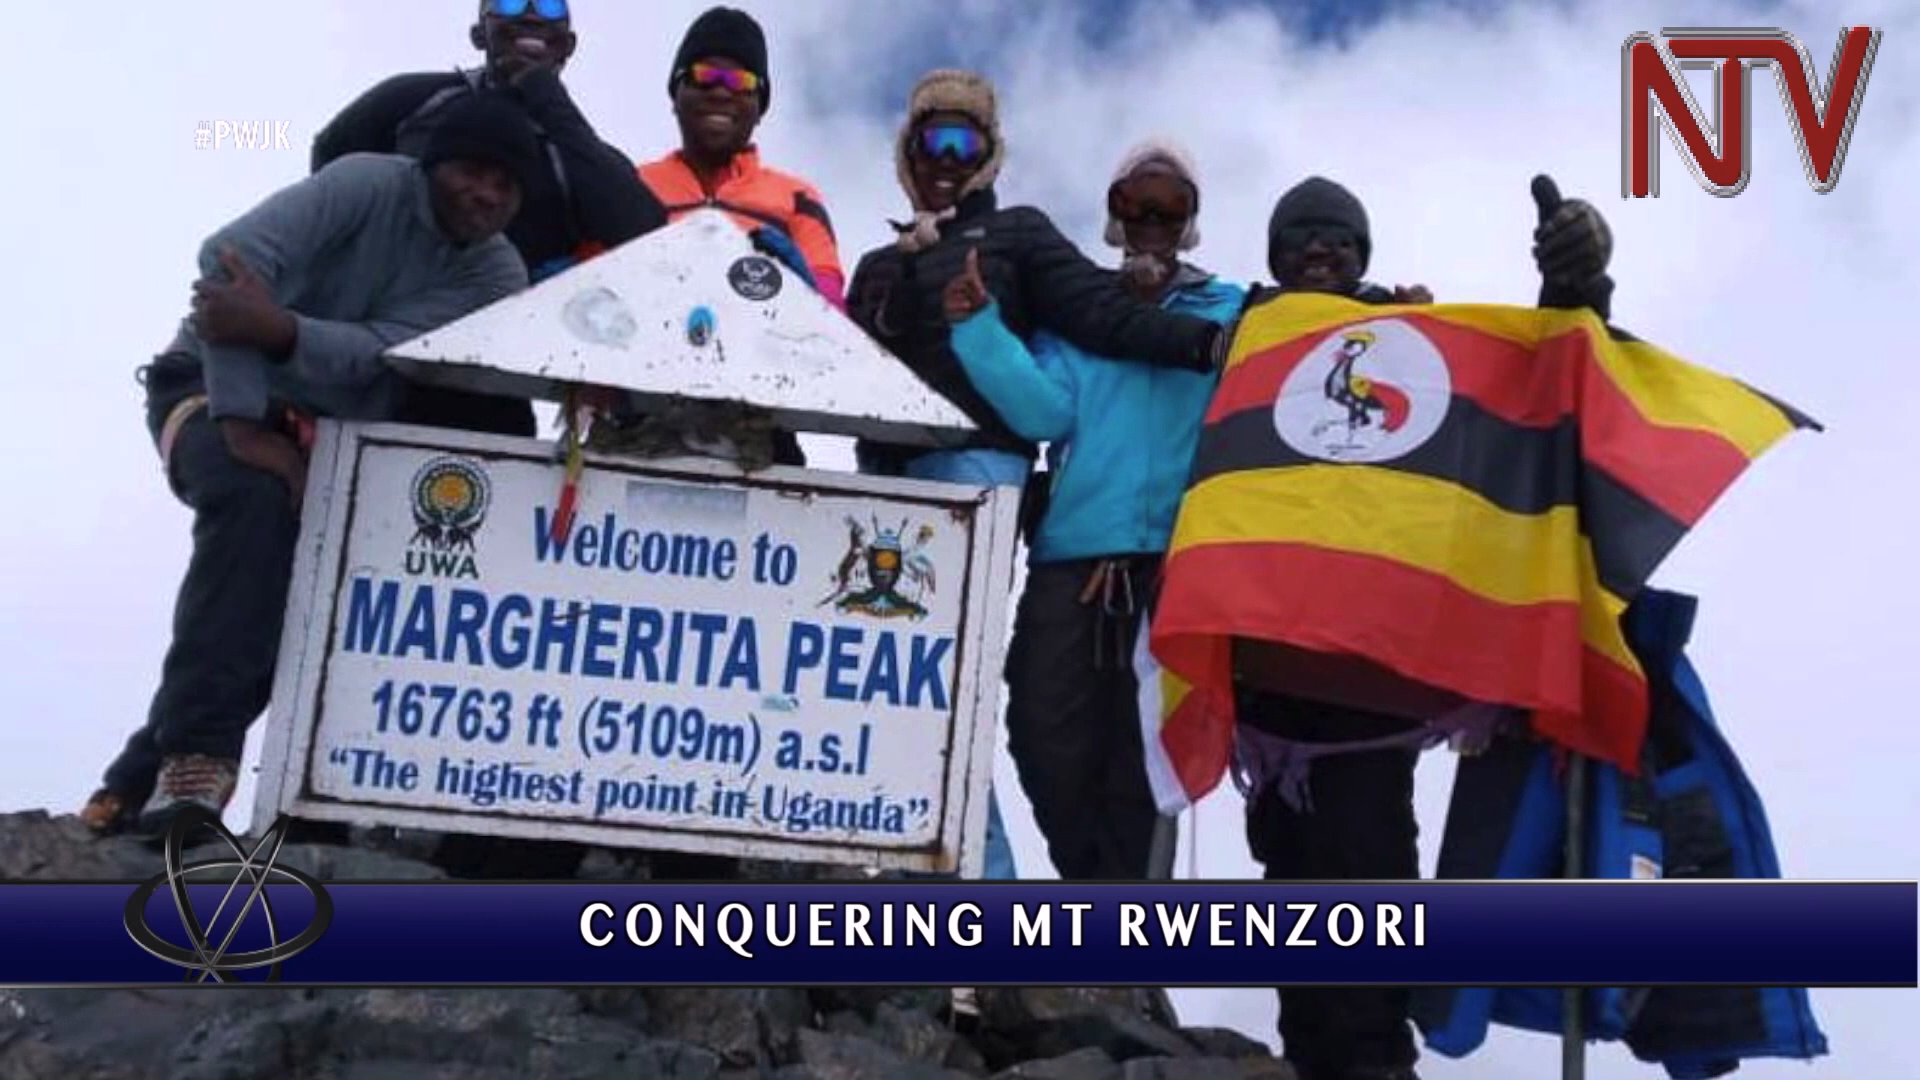 NTV
#PWJK
UWA
Welcome to
MARGHERITA PEAK
16763 ft (5109m) a.s.l
“The highest point in Uganda”
CONQUERING MT RWENZORI